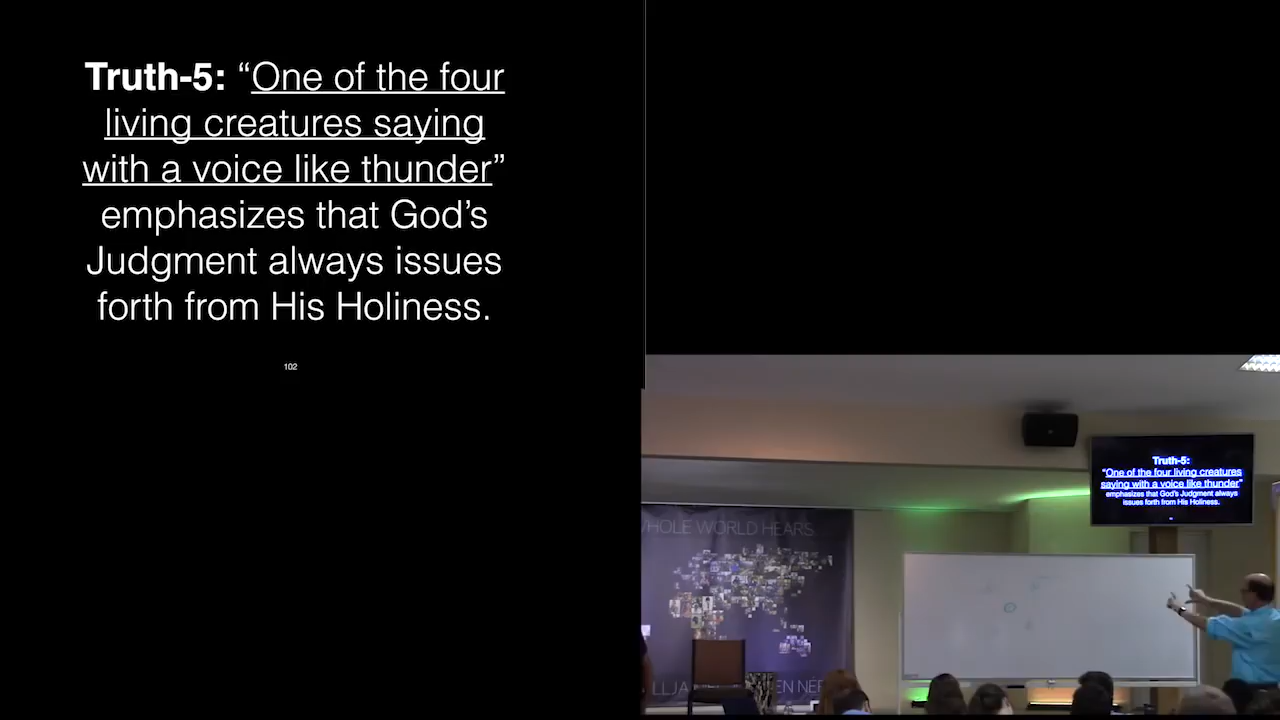 Truth-5: “One of the four
living creatures saying
with a voice like thunder”
emphasizes that God’s
Judgment always issues
forth from His Holiness.
102
Truth-5:
“One of the four living creatures
saying with a voice like thunder”
emphasizes that God’s Judgment always
issues forth from His Holiness.
WHOLE WORLD HEARS